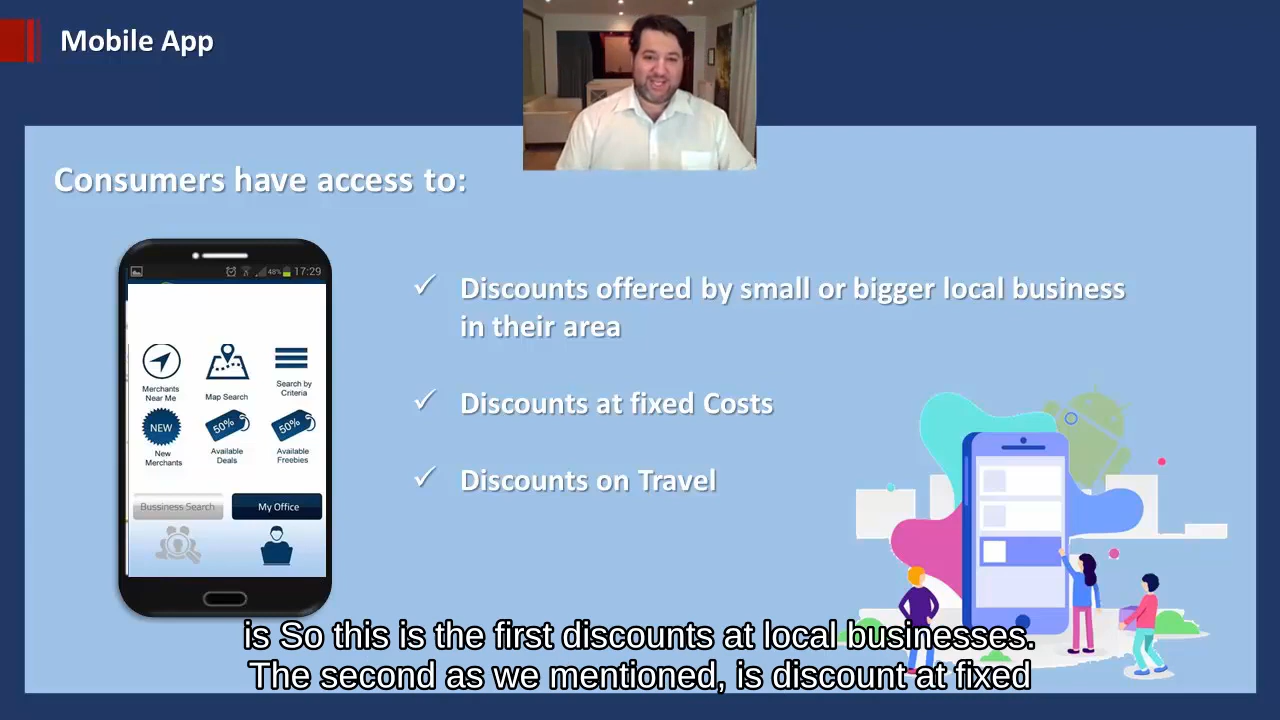 Mobile App
Consumers have access to:
48% 17:29
Merchants
Near Me
Map Search
Search by
Criteria
NEW
50%
50%
New
Merchants
Available
Deals
Available
Freebies
Bussiness Search
My Office
Discounts offered by small or bigger local business
in their area
Discounts at fixed Costs
Discounts on Travel
is So this is the first discounts at local businesses.
The second as we mentioned, is discount at fixed